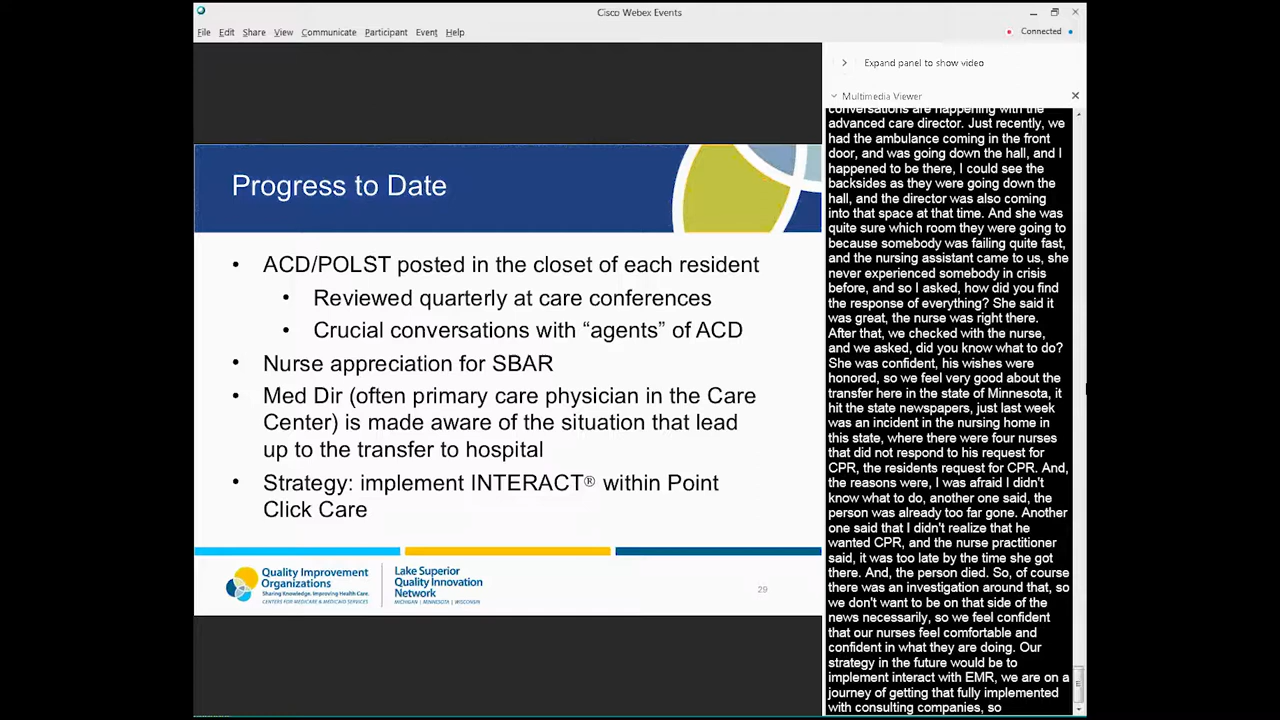 Cisco Webex Events
File Edit Share View Communicate Participant Event Help
Connected
Expand panel to show video
Multimedia Viewer
Progress to Date
• ACD/POLST posted in the closet of each resident
• Reviewed quarterly at care conferences
• Crucial conversations with “agents” of ACD
• Nurse appreciation for SBAR
• Med Dir (often primary care physician in the Care
Center) is made aware of the situation that lead
up to the transfer to hospital
• Strategy: implement INTERACT® within Point
Click Care
Quality Improvement
Organizations
Sharing Knowledge. Improving Health Care.
CENTERS FOR MEDICARE & MEDICAID SERVICES
Lake Superior
Quality Innovation
Network
MICHIGAN | MINNESOTA | WISCONSIN
29
conversations are happening with the
advanced care director. Just recently, we
had the ambulance coming in the front
door, and was going down the hall, and I
happened to be there, I could see the
backsides as they were going down the
hall, and the director was also coming
into that space at that time. And she was
quite sure which room they were going to
because somebody was failing quite fast,
and the nursing assistant came to us, she
never experienced somebody in crisis
before, and so I asked, how did you find
the response of everything? She said it
was great, the nurse was right there.
After that, we checked with the nurse,
and we asked, did you know what to do?
She was confident, his wishes were
honored, so we feel very good about the
transfer here in the state of Minnesota, it
hit the state newspapers, just last week
was an incident in the nursing home in
this state, where there were four nurses
that did not respond to his request for
CPR, the residents request for CPR. And,
the reasons were, I was afraid I didn't
know what to do, another one said, the
person was already too far gone. Another
one said that I didn't realize that he
wanted CPR, and the nurse practitioner
said, it was too late by the time she got
there. And, the person died. So, of course
there was an investigation around that, so
we don't want to be on that side of the
news necessarily, so we feel confident
that our nurses feel comfortable and
confident in what they are doing. Our
strategy in the future would be to
implement interact with EMR, we are on a
journey of getting that fully implemented
with consulting companies, so